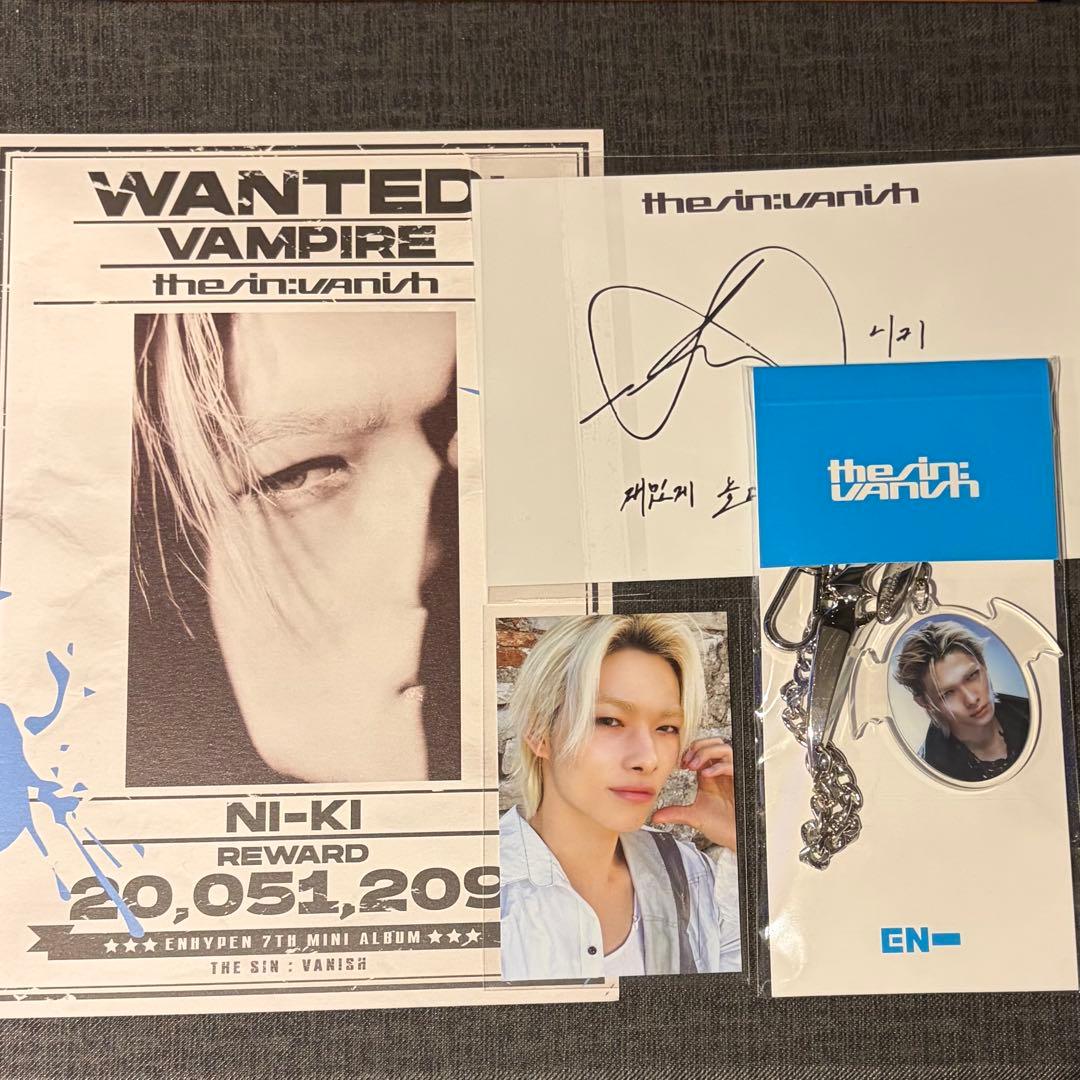 WANTED
VAMPIRE
the sin:vanish
NI-KI
REWARD
20,051,209
ENHYPEN 7TH MINI ALBUM
THE SIN : VANISH
the sin:vanish
니키
재밌게
the sin:
vanish
EN-